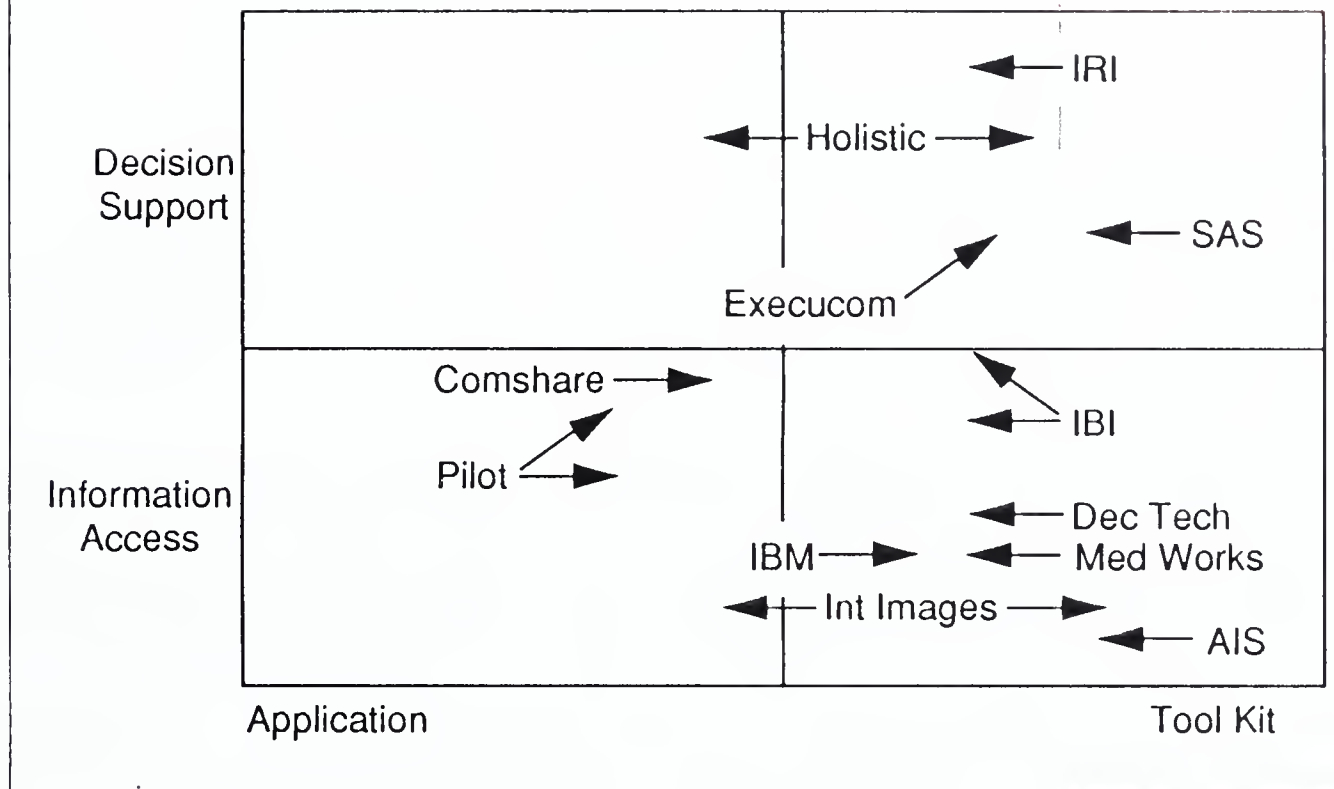 IRI
Holistic
Decision
Support
SAS
Execucom
Comshare
IBI
Pilot
Information
Access
Dec Tech
IBM
Med Works
Int Images
AIS
Application
Tool Kit